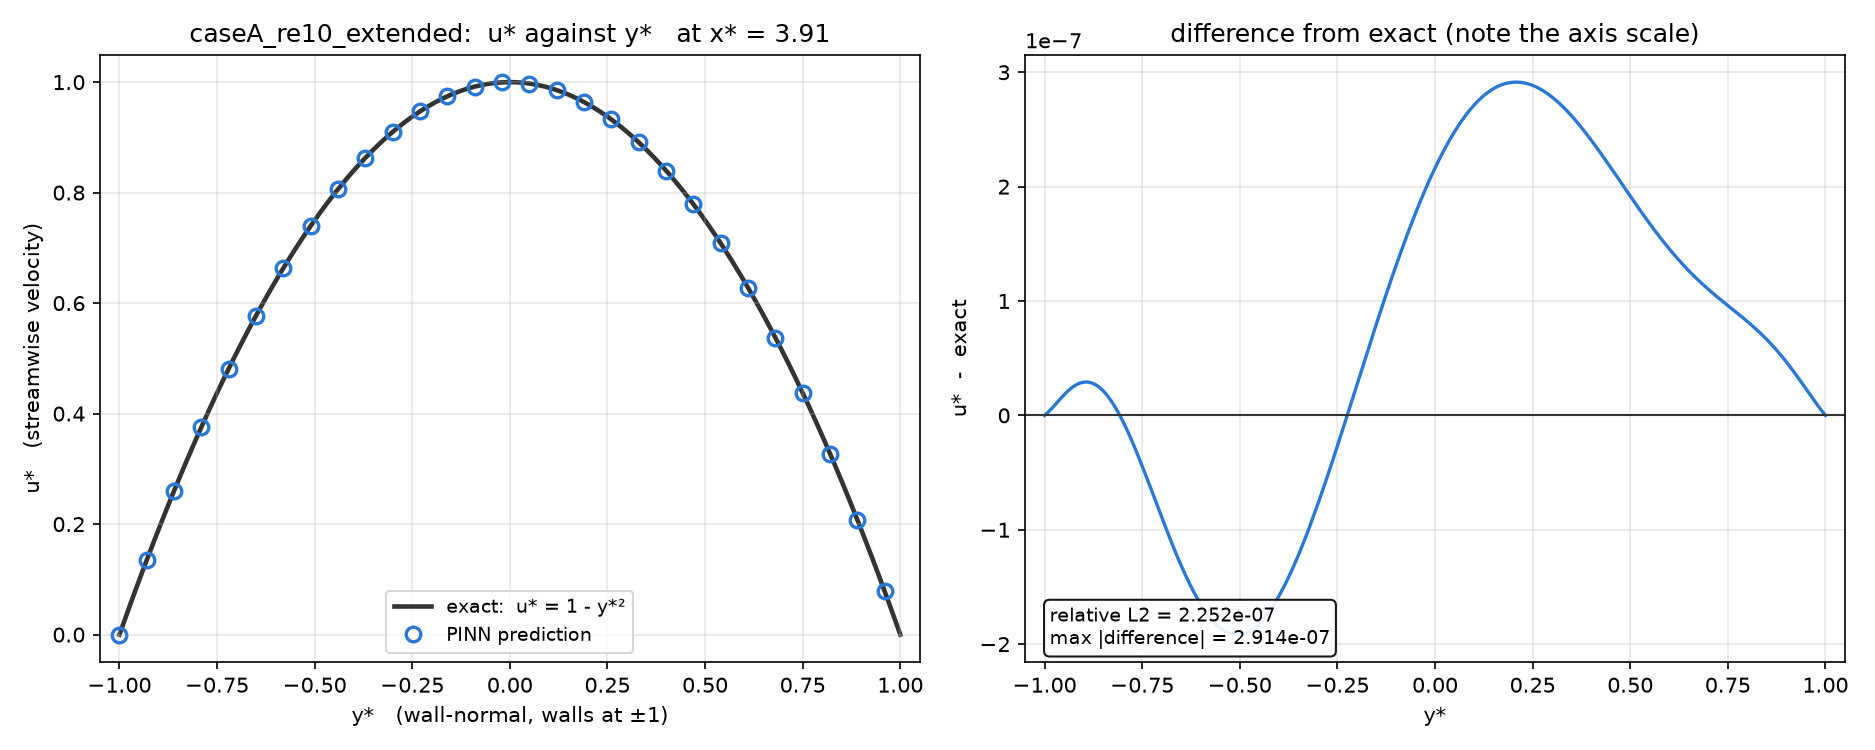 caseA_re10_extended:  u* against y*   at x* = 3.91
u*   (streamwise velocity)
1.0
0.8
0.6
0.4
0.2
0.0
exact:  u* = 1 - y*²
PINN prediction
−1.00 −0.75 −0.50 −0.25 0.00 0.25 0.50 0.75 1.00
y*   (wall-normal, walls at ±1)
difference from exact (note the axis scale)
1e−7
u*  -  exact
3
2
1
0
−1
−2
relative L2 = 2.252e-07
max |difference| = 2.914e-07
−1.00 −0.75 −0.50 −0.25 0.00 0.25 0.50 0.75 1.00
y*